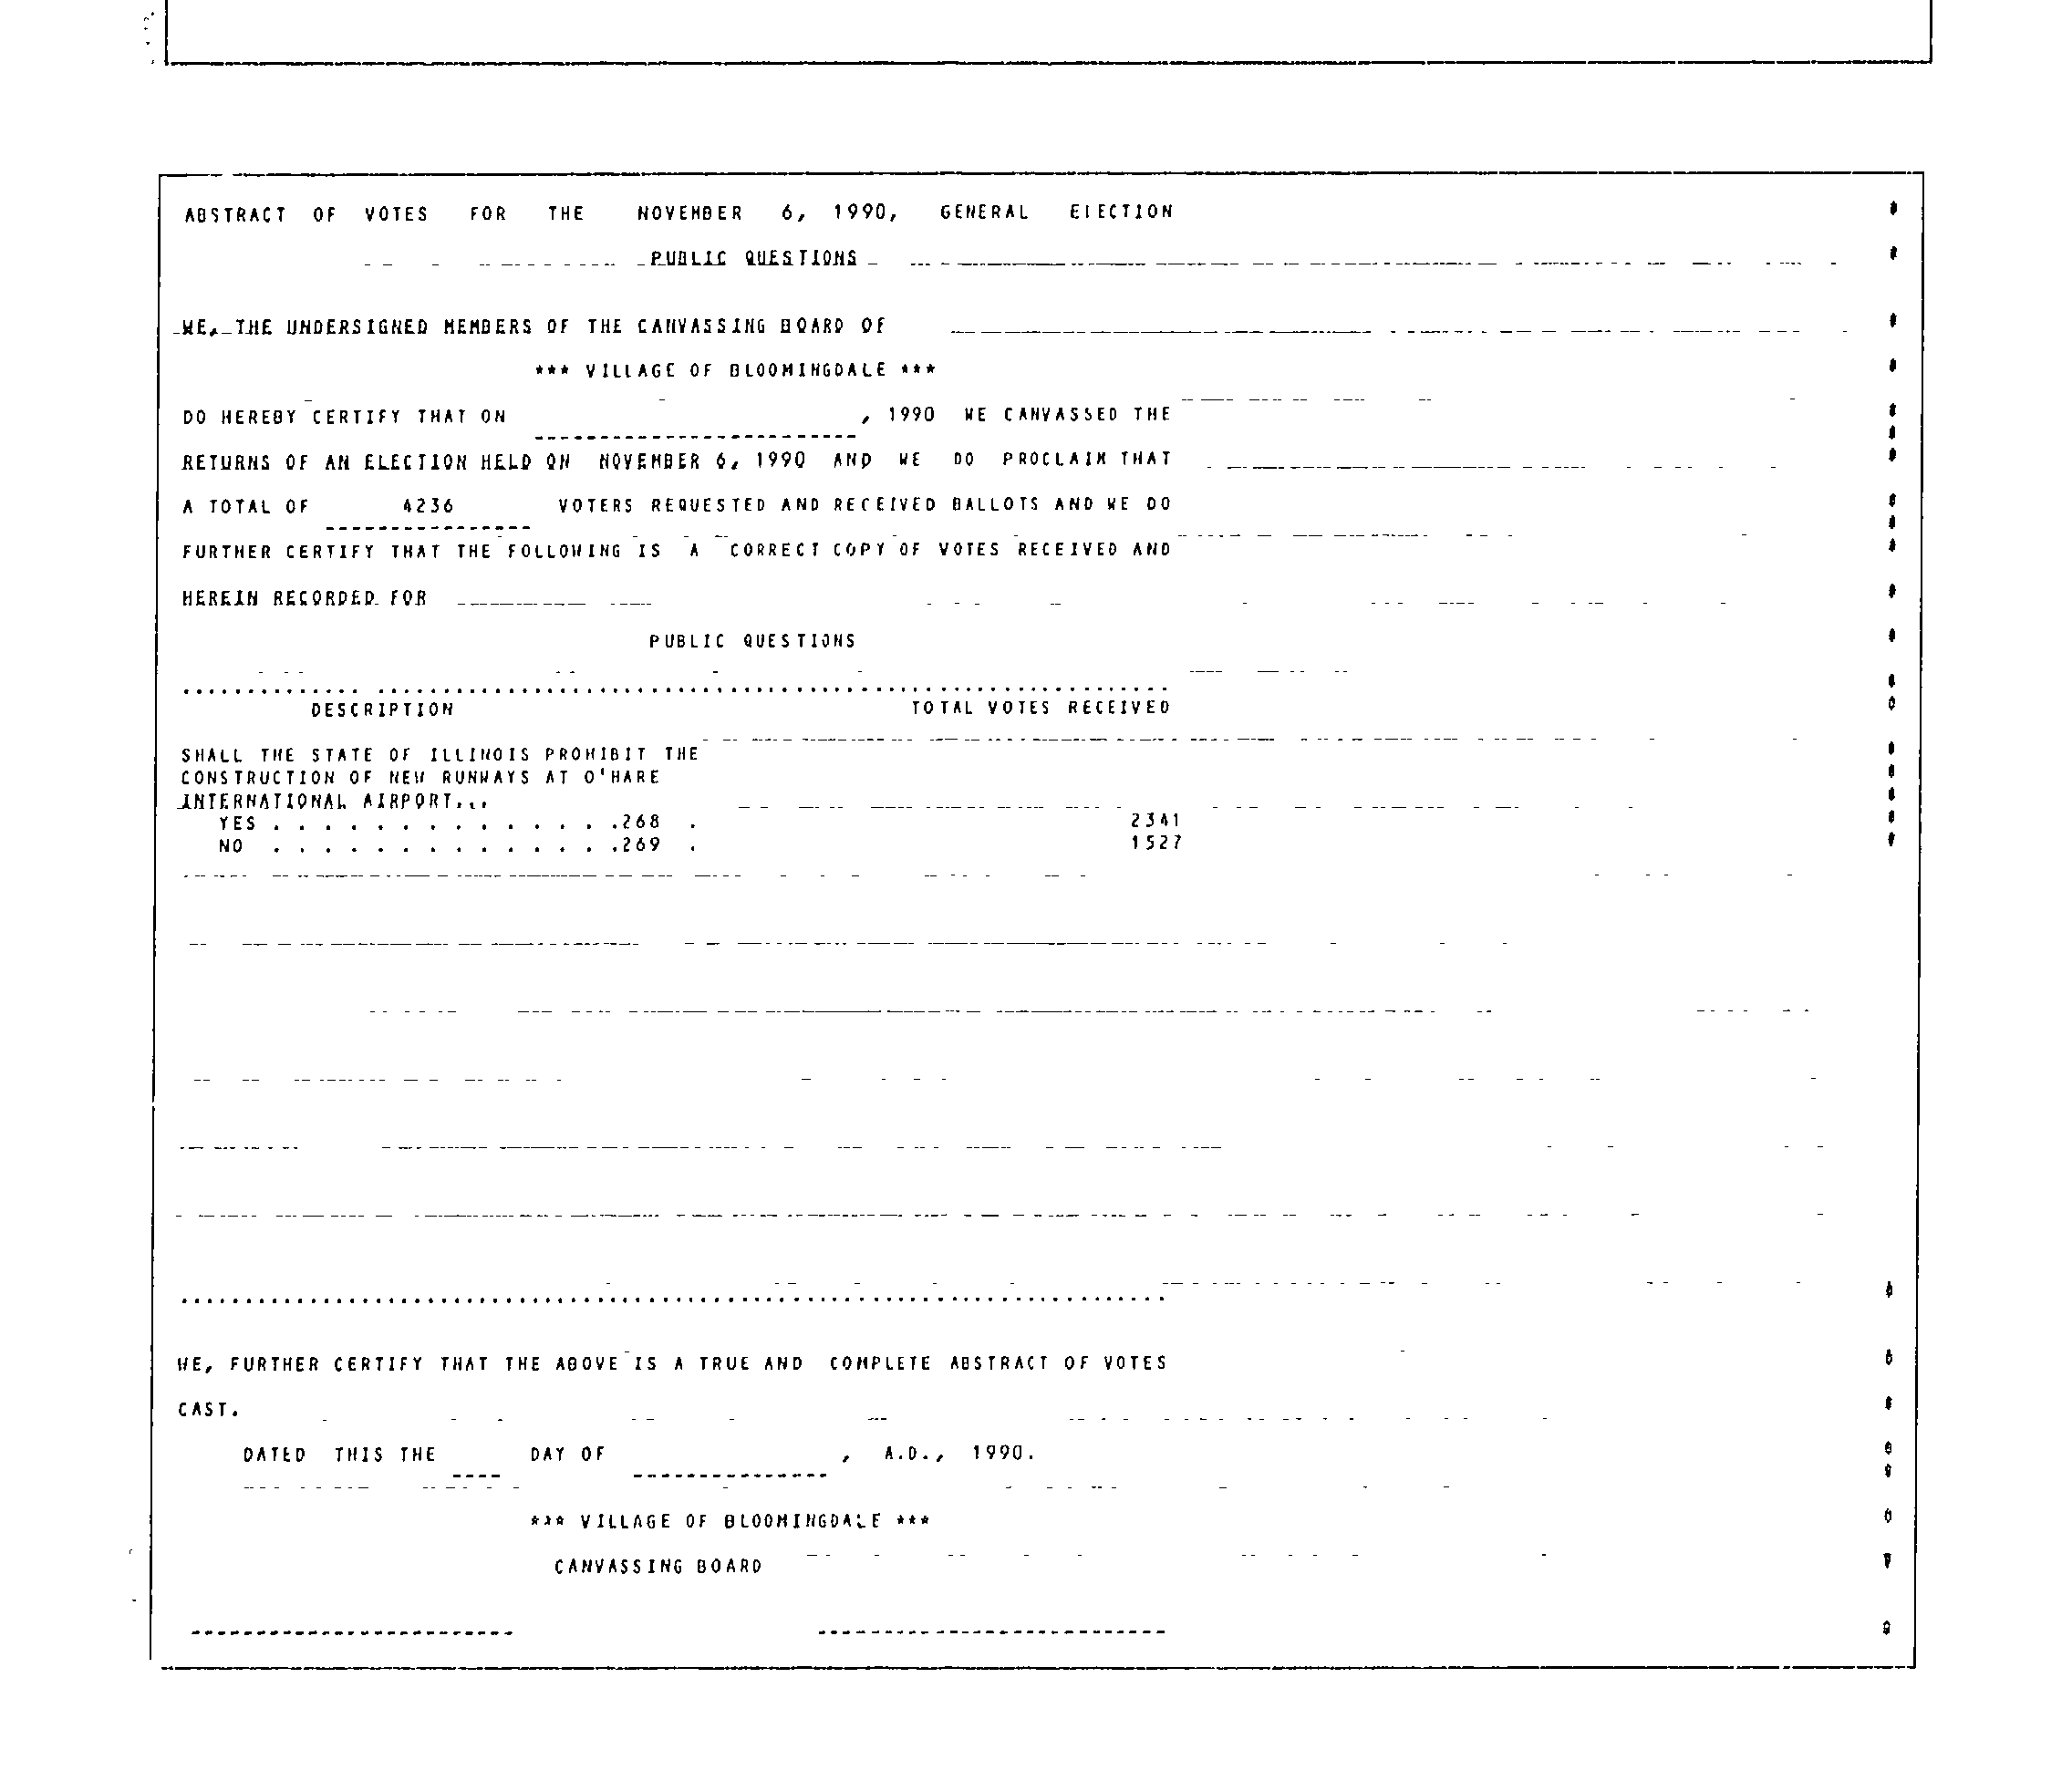 ABSTRACT OF VOTES FOR THE NOVEMBER 6, 1990, GENERAL ELECTION
PUBLIC QUESTIONS
WE, THE UNDERSIGNED MEMBERS OF THE CANVASSING BOARD OF
*** VILLAGE OF BLOOMINGDALE ***
DO HEREBY CERTIFY THAT ON , 1990 WE CANVASSED THE
RETURNS OF AN ELECTION HELD ON NOVEMBER 6, 1990 AND WE DO PROCLAIM THAT
A TOTAL OF 4236 VOTERS REQUESTED AND RECEIVED BALLOTS AND WE DO
FURTHER CERTIFY THAT THE FOLLOWING IS A CORRECT COPY OF VOTES RECEIVED AND
HEREIN RECORDED FOR
PUBLIC QUESTIONS
DESCRIPTION TOTAL VOTES RECEIVED
SHALL THE STATE OF ILLINOIS PROHIBIT THE
CONSTRUCTION OF NEW RUNWAYS AT O'HARE
INTERNATIONAL AIRPORT...
YES . . . . . . . . . . . . . .268 . 2341
NO . . . . . . . . . . . . . .269 . 1527
WE, FURTHER CERTIFY THAT THE ABOVE IS A TRUE AND COMPLETE ABSTRACT OF VOTES
CAST.
DATED THIS THE ____ DAY OF _______________, A.D., 1990.
*** VILLAGE OF BLOOMINGDALE ***
CANVASSING BOARD